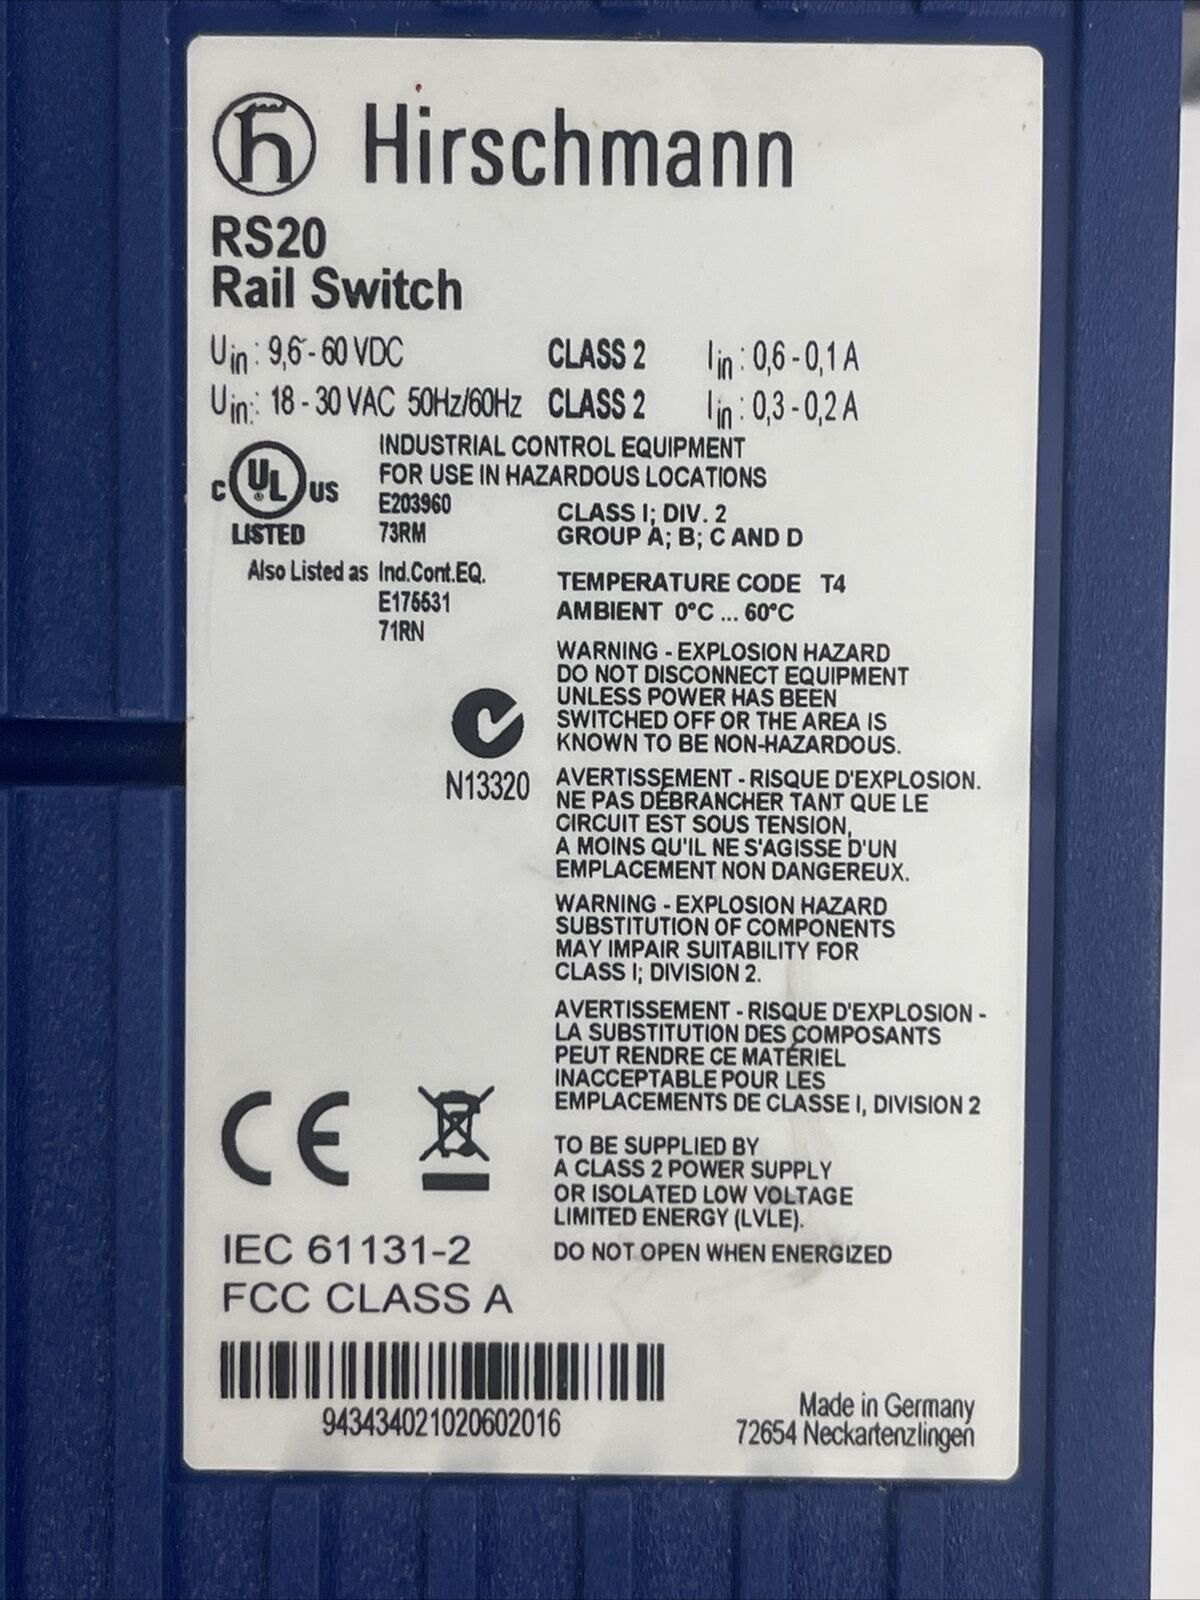 Hirschmann
RS20
Rail Switch
Uin: 9,6 - 60 VDC CLASS 2 Iin: 0,6 - 0,1 A
Uin: 18 - 30 VAC 50Hz/60Hz CLASS 2 Iin: 0,3 - 0,2 A
INDUSTRIAL CONTROL EQUIPMENT
FOR USE IN HAZARDOUS LOCATIONS
C UL ® US
LISTED
E203960
73RM
CLASS I; DIV. 2
GROUP A; B; C AND D
Also Listed as Ind.Cont.EQ.
E175531
71RN
TEMPERATURE CODE T4
AMBIENT 0°C ... 60°C
WARNING - EXPLOSION HAZARD
DO NOT DISCONNECT EQUIPMENT
UNLESS POWER HAS BEEN
SWITCHED OFF OR THE AREA IS
KNOWN TO BE NON-HAZARDOUS.
N13320
AVERTISSEMENT - RISQUE D'EXPLOSION.
NE PAS DÉBRANCHER TANT QUE LE
CIRCUIT EST SOUS TENSION,
A MOINS QU'IL NE S'AGISSE D'UN
EMPLACEMENT NON DANGEREUX.
WARNING - EXPLOSION HAZARD
SUBSTITUTION OF COMPONENTS
MAY IMPAIR SUITABILITY FOR
CLASS I; DIVISION 2.
AVERTISSEMENT - RISQUE D'EXPLOSION -
LA SUBSTITUTION DES COMPOSANTS
PEUT RENDRE CE MATÉRIEL
INACCEPTABLE POUR LES
EMPLACEMENTS DE CLASSE I, DIVISION 2
CE
TO BE SUPPLIED BY
A CLASS 2 POWER SUPPLY
OR ISOLATED LOW VOLTAGE
LIMITED ENERGY (LVLE).
DO NOT OPEN WHEN ENERGIZED
IEC 61131-2
FCC CLASS A
943434021020602016
Made in Germany
72654 Neckartenzlingen